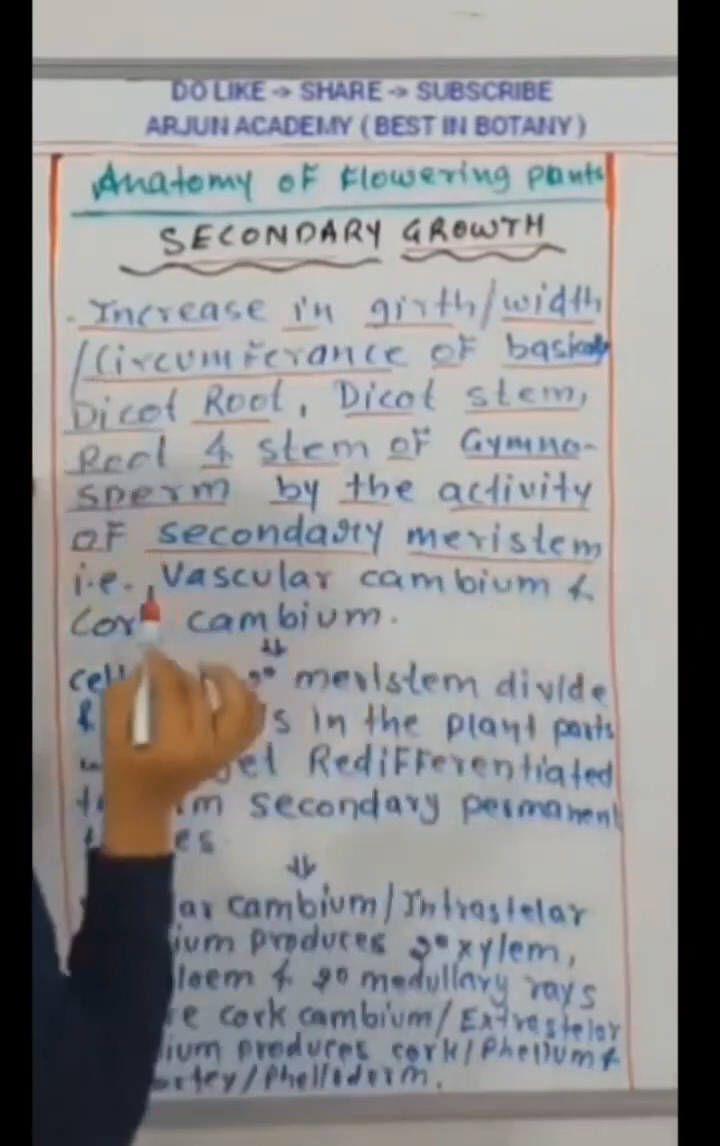 DO LIKE → SHARE → SUBSCRIBE
ARJUN ACADEMY ( BEST IN BOTANY )
Anatomy of Flowering plants
SECONDARY GROWTH
. Increase in girth/width
/Circumferance of
Dicot Root, Dicot stem,
Root & stem of Gymno-
sperm by the activity
of secondary meristem
i.e. Vascular cambium &
cambium.
⇓
2° meristem divide
in the plant parts
Redifferentiated
secondary permanent
⇓
cambium/Intrastelar
produces 2° xylem,
& 2° medullary rays
cork cambium/Extrastelar
produces cork/Phellum &
/Phelloderm.